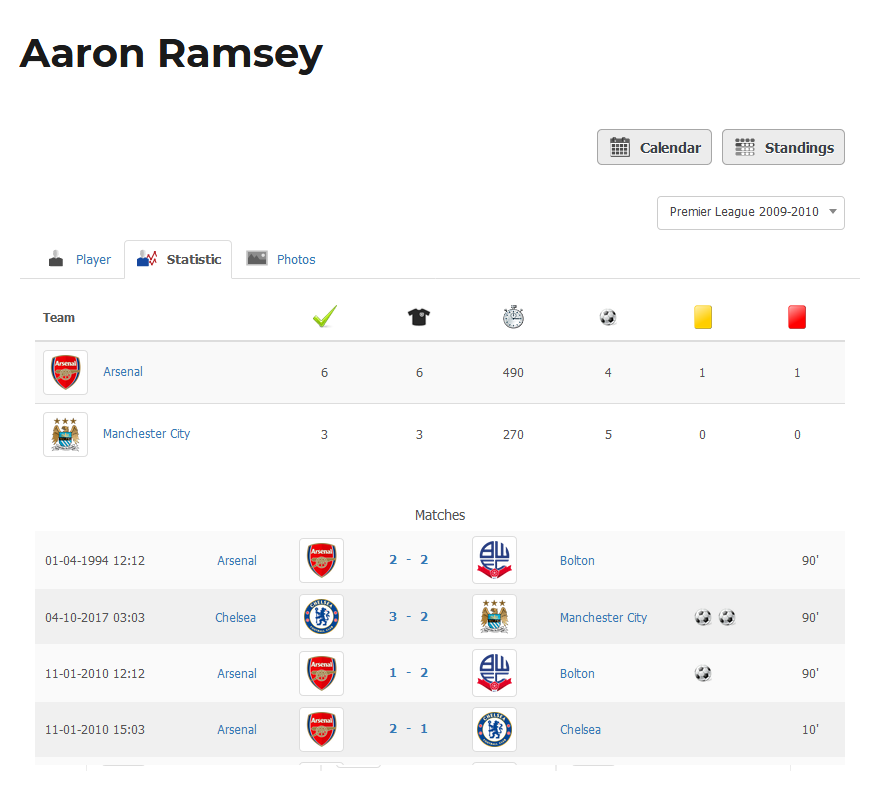 Aaron Ramsey
Calendar Standings
Premier League 2009-2010
Player Statistic Photos
Team
Arsenal 6 6 490 4 1 1
Manchester City 3 3 270 5 0 0
Matches
01-04-1994 12:12 Arsenal Arsenal 2 - 2 Bolton 90'
04-10-2017 03:03 Chelsea 3 - 2 Manchester City 90'
11-01-2010 12:12 Arsenal Arsenal 1 - 2 Bolton 90'
11-01-2010 15:03 Arsenal Arsenal 2 - 1 Chelsea 10'